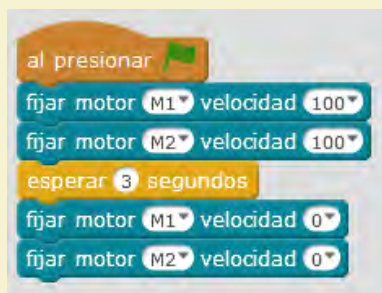 al presionar
fijar motor M1 velocidad 100
fijar motor M2 velocidad 100
esperar 3 segundos
fijar motor M1 velocidad 0
fijar motor M2 velocidad 0